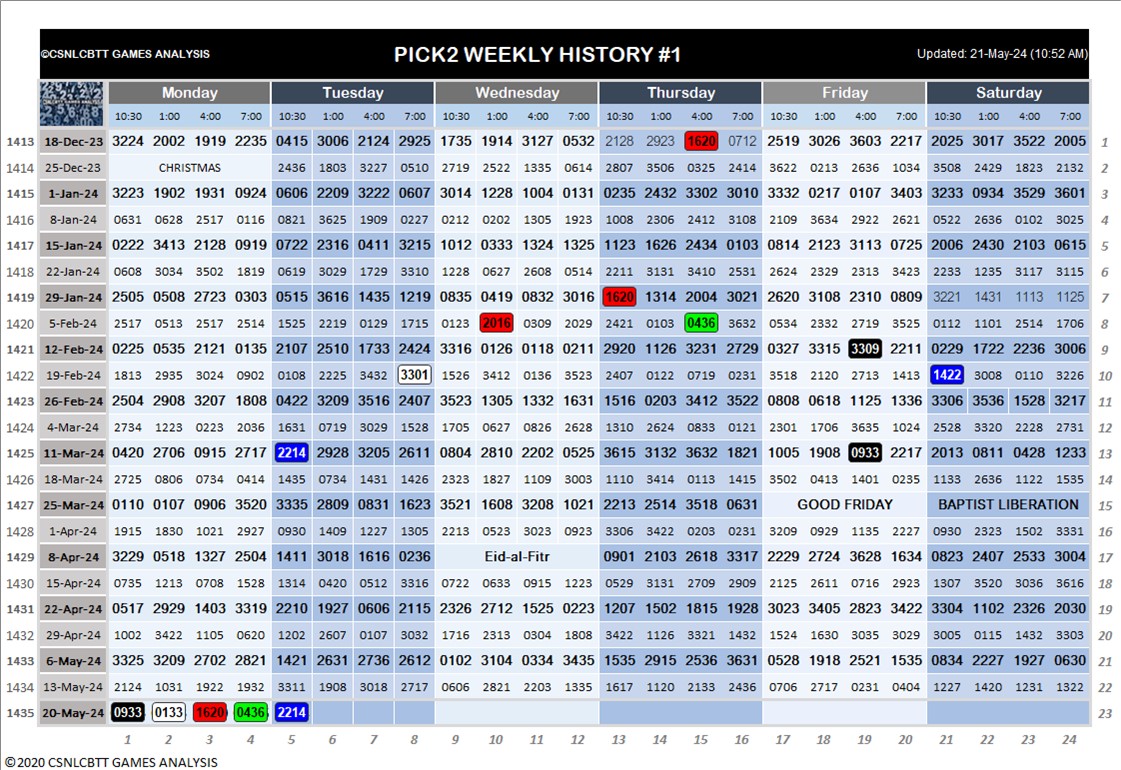 ©CSNLCBTT GAMES ANALYSIS PICK2 WEEKLY HISTORY #1 Updated: 21-May-24 (10:52 AM)
Monday Tuesday Wednesday Thursday Friday Saturday
10:30 1:00 4:00 7:00 10:30 1:00 4:00 7:00 10:30 1:00 4:00 7:00 10:30 1:00 4:00 7:00 10:30 1:00 4:00 7:00 10:30 1:00 4:00 7:00
1413 18-Dec-23 3224 2002 1919 2235 0415 3006 2124 2925 1735 1914 3127 0532 2128 2923 1620 0712 2519 3026 3603 2217 2025 3017 3522 2005 1
1414 25-Dec-23 CHRISTMAS 2436 1803 3227 0510 2719 2522 1335 0614 2807 3506 0325 2414 3622 0213 2636 1034 3508 2429 1823 2132 2
1415 1-Jan-24 3223 1902 1931 0924 0606 2209 3222 0607 3014 1228 1004 0131 0235 2432 3302 3010 3332 0217 0107 3403 3233 0934 3529 3601 3
1416 8-Jan-24 0631 0628 2517 0116 0821 3625 1909 0227 0212 0202 1305 1923 1008 2306 2412 3108 2109 3634 2922 2621 0522 2636 0102 3025 4
1417 15-Jan-24 0222 3413 2128 0919 0722 2316 0411 3215 1012 0333 1324 1325 1123 1626 2434 0103 0814 2123 3113 0725 2006 2430 2103 0615 5
1418 22-Jan-24 0608 3034 3502 1819 0619 3029 1729 3310 1228 0627 2608 0514 2211 3131 3410 2531 2624 2329 2313 3423 2233 1235 3117 3115 6
1419 29-Jan-24 2505 0508 2723 0303 0515 3616 1435 1219 0835 0419 0832 3016 1620 1314 2004 3021 2620 3108 2310 0809 3221 1431 1113 1125 7
1420 5-Feb-24 2517 0513 2517 2514 1525 2219 0129 1715 0123 2016 0309 2029 2421 0103 0436 3632 0534 2332 2719 3525 0112 1101 2514 1706 8
1421 12-Feb-24 0225 0535 2121 0135 2107 2510 1733 2424 3316 0126 0118 0211 2920 1126 3231 2729 0327 3315 3309 2211 0229 1722 2236 3006 9
1422 19-Feb-24 1813 2935 3024 0902 0108 2225 3432 3301 1526 3412 0136 3523 2407 0122 0719 0231 3518 2120 2713 1413 1422 3008 0110 3226 10
1423 26-Feb-24 2504 2908 3207 1808 0422 3209 3516 2407 3523 1305 1332 1631 1516 0203 3412 3522 0808 0618 1125 1336 3306 3536 1528 3217 11
1424 4-Mar-24 2734 1223 0223 2036 1631 0719 3029 1528 1705 0627 0826 2628 1310 2624 0833 0121 2301 1706 3635 1024 2528 3320 2228 2731 12
1425 11-Mar-24 0420 2706 0915 2717 2214 2928 3205 2611 0804 2810 2202 0525 3615 3132 3632 1821 1005 1908 0933 2217 2013 0811 0428 1233 13
1426 18-Mar-24 2725 0806 0734 0414 1435 0734 1431 1426 2323 1827 1109 3003 1110 3414 0113 1415 3502 0413 1401 0235 1133 2636 1122 1535 14
1427 25-Mar-24 0110 0107 0906 3520 3335 2809 0831 1623 3521 1608 3208 1021 2213 2514 3518 0631 GOOD FRIDAY BAPTIST LIBERATION 15
1428 1-Apr-24 1915 1830 1021 2927 0930 1409 1227 1305 2213 0523 3023 0923 3306 3422 0203 0231 3209 0929 1135 2227 0930 2323 1502 3331 16
1429 8-Apr-24 3229 0518 1327 2504 1411 3018 1616 0236 Eid-al-Fitr 0901 2103 2618 3317 2229 2724 3628 1634 0823 2407 2533 3004 17
1430 15-Apr-24 0735 1213 0708 1528 1314 0420 0512 3316 0722 0633 0915 1223 0529 3131 2709 2909 2125 2611 0716 2923 1307 3520 3036 3616 18
1431 22-Apr-24 0517 2929 1403 3319 2210 1927 0606 2115 2326 2712 1525 0223 1207 1502 1815 1928 3023 3405 2823 3422 3304 1102 2326 2030 19
1432 29-Apr-24 1002 3422 1105 0620 1202 2607 0107 3032 1716 2313 0304 1808 3422 1126 3321 1432 1524 1630 3035 3029 3005 0115 1432 3303 20
1433 6-May-24 3325 3209 2702 2821 1421 2631 2736 2612 0102 3104 0334 3435 1535 2915 2536 3631 0528 1918 2521 1535 0834 2227 1927 0630 21
1434 13-May-24 2124 1031 1922 1932 3311 1908 3018 2717 0606 2821 2203 1335 1617 1120 2133 2436 0706 2717 0231 0404 1227 1420 1231 1322 22
1435 20-May-24 0933 0133 1620 0436 2214 23
1 2 3 4 5 6 7 8 9 10 11 12 13 14 15 16 17 18 19 20 21 22 23 24
©2020 CSNLCBTT GAMES ANALYSIS